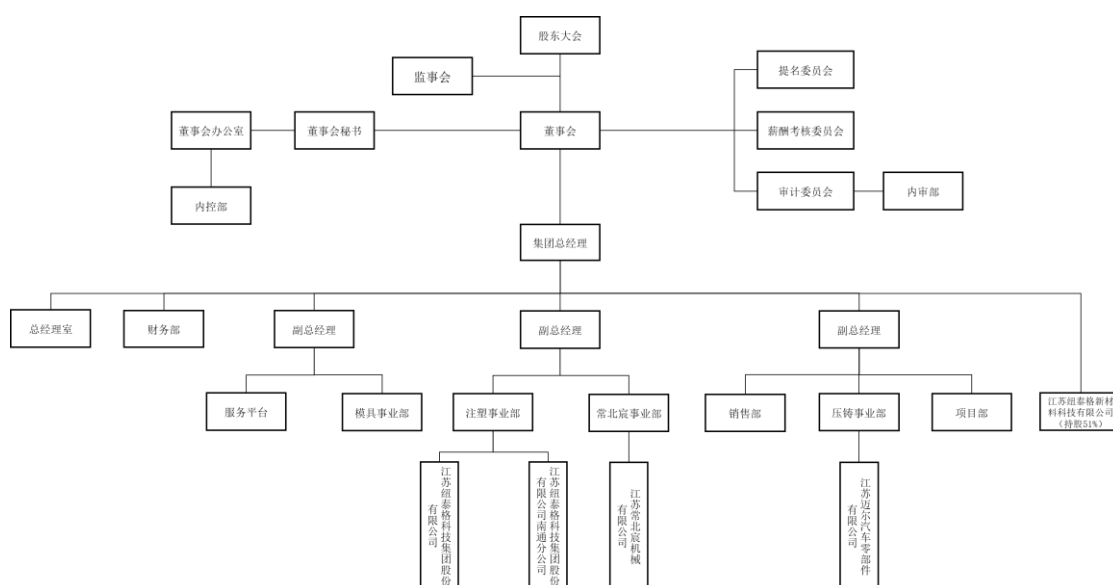 股东大会
监事会
提名委员会
董事会办公室
董事会秘书
董事会
薪酬考核委员会
审计委员会
内审部
内控部
集团总经理
总经理室
财务部
副总经理
副总经理
副总经理
服务平台
模具事业部
注塑事业部
常北宸事业部
销售部
压铸事业部
项目部
江苏纽泰格新材
料科技有限公司
（持股51%）
江苏纽泰格科技集团股份
有限公司
江苏纽泰格科技集团股份
有限公司南通分公司
江苏常北宸机械
有限公司
江苏迈尔汽车零部件
有限公司